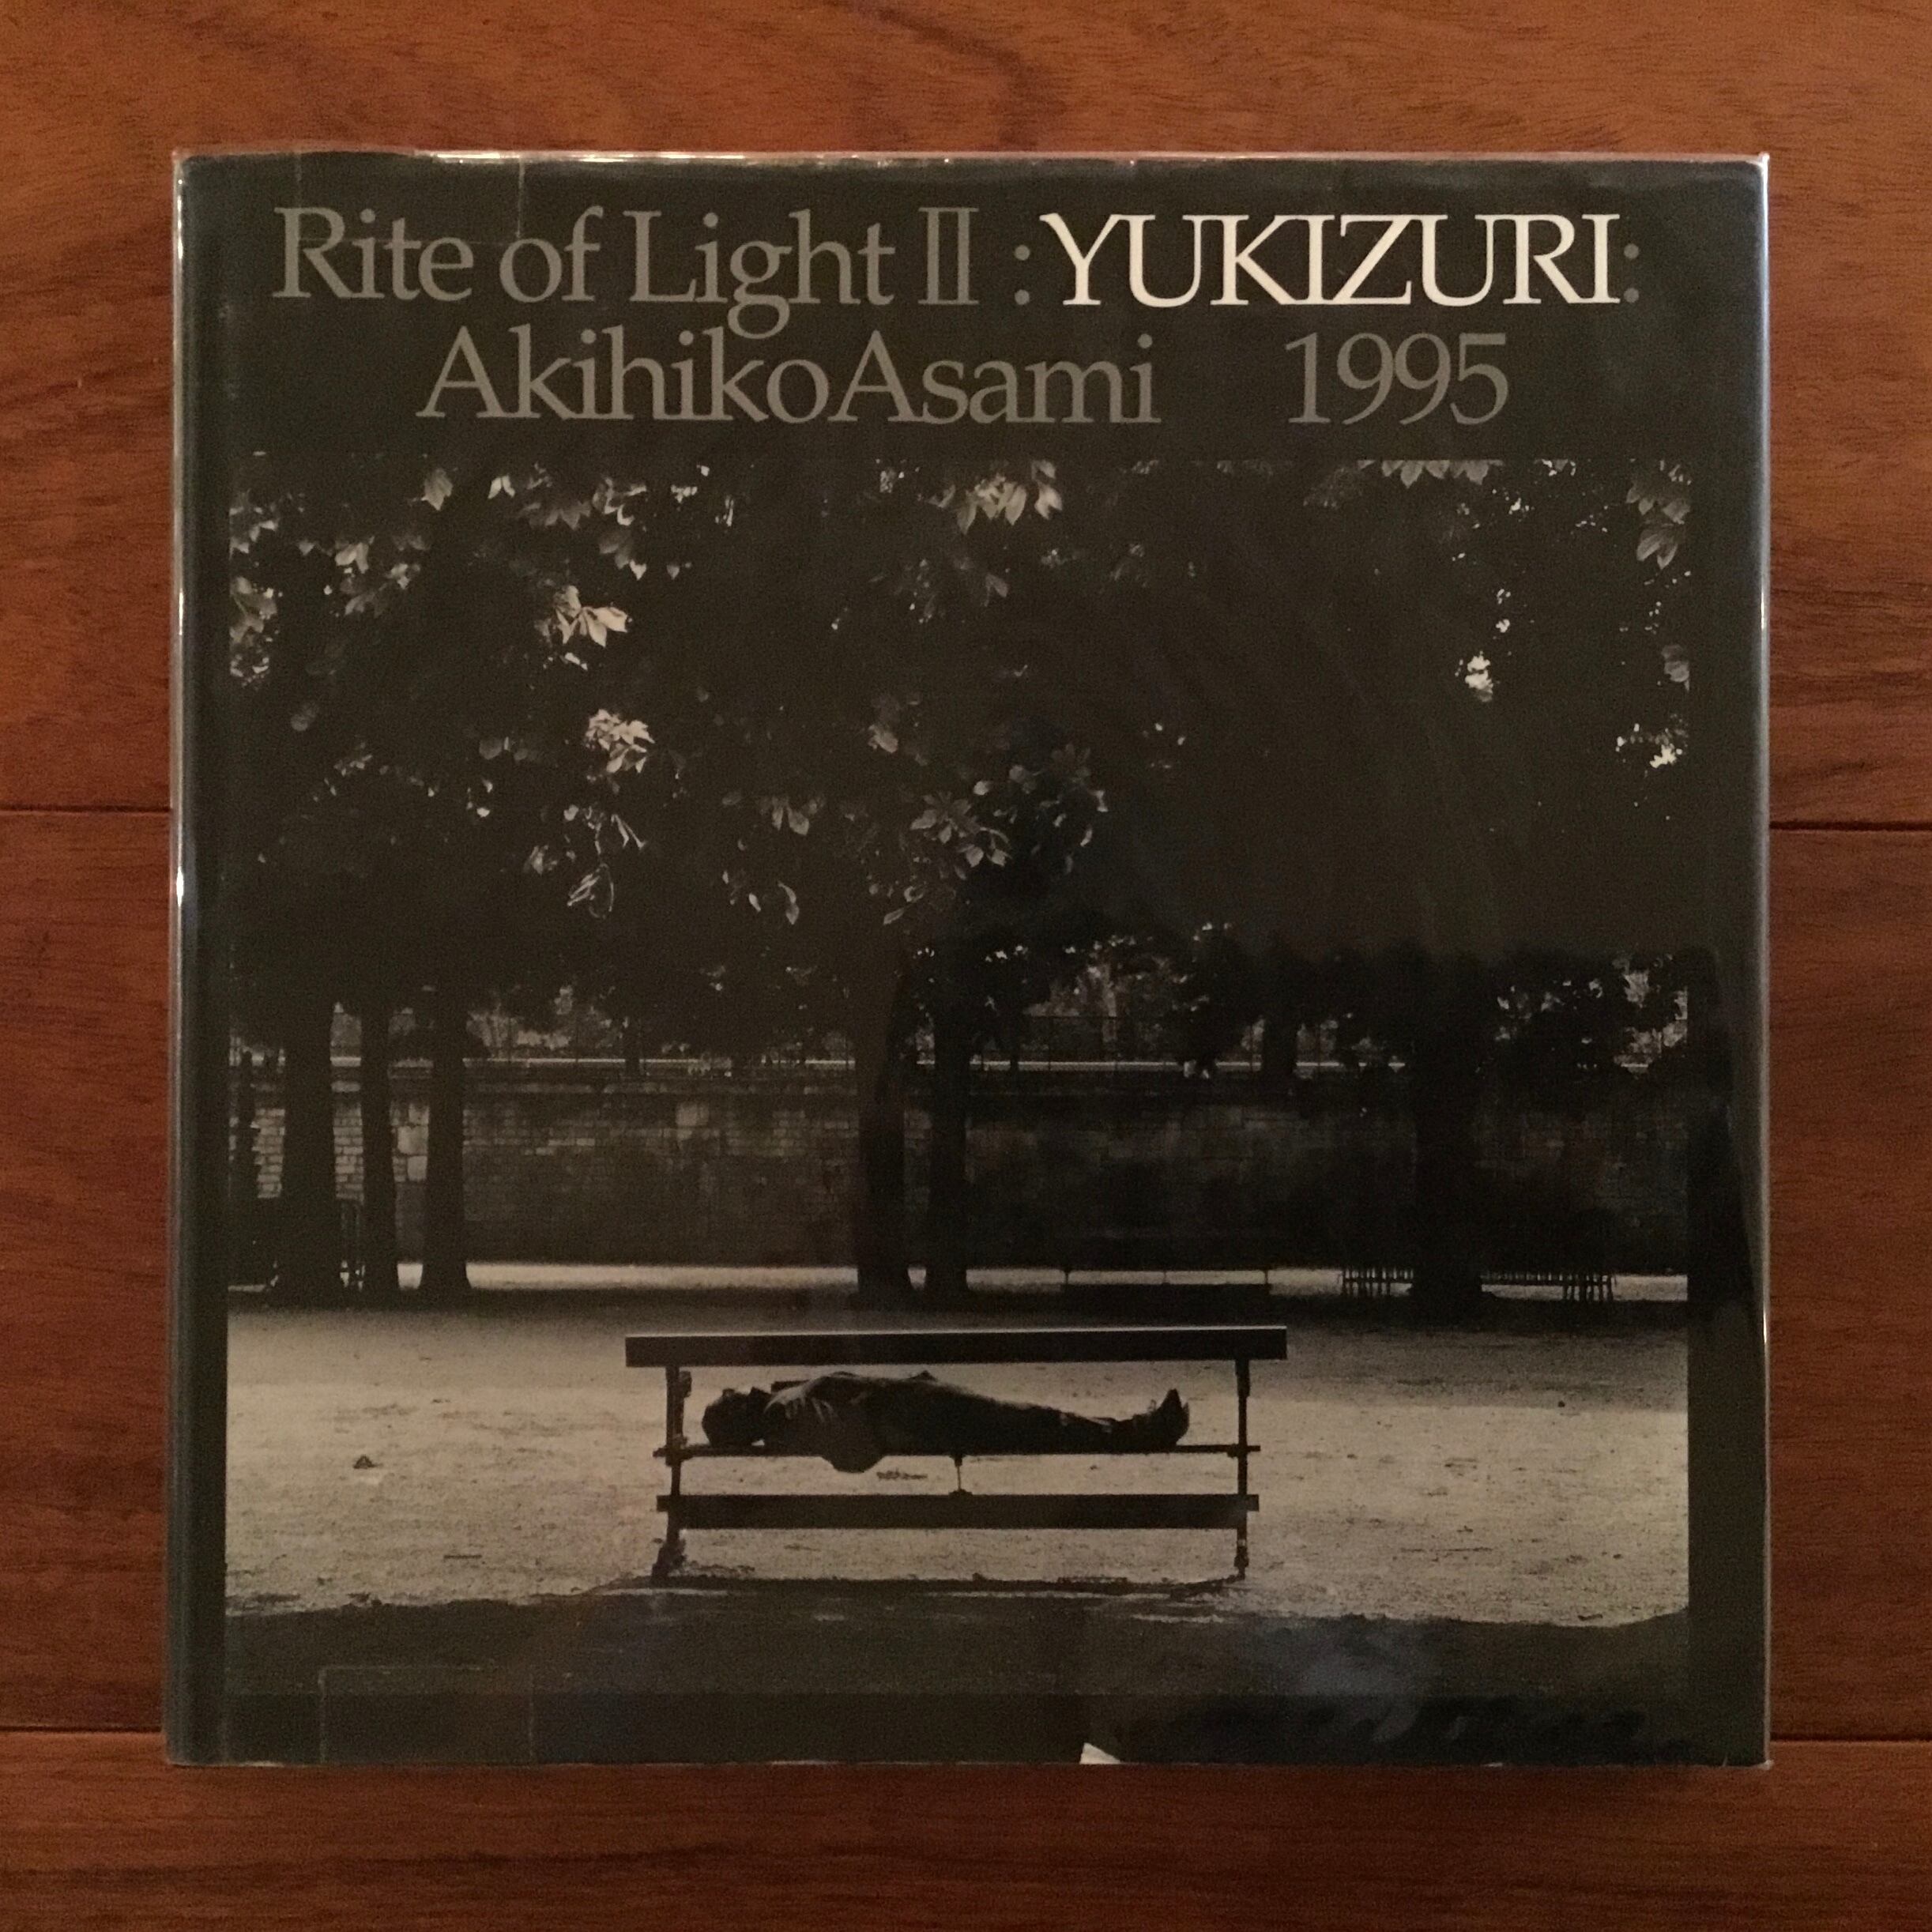 Rite of Light II :YUKIZURI:
AkihikoAsami 1995